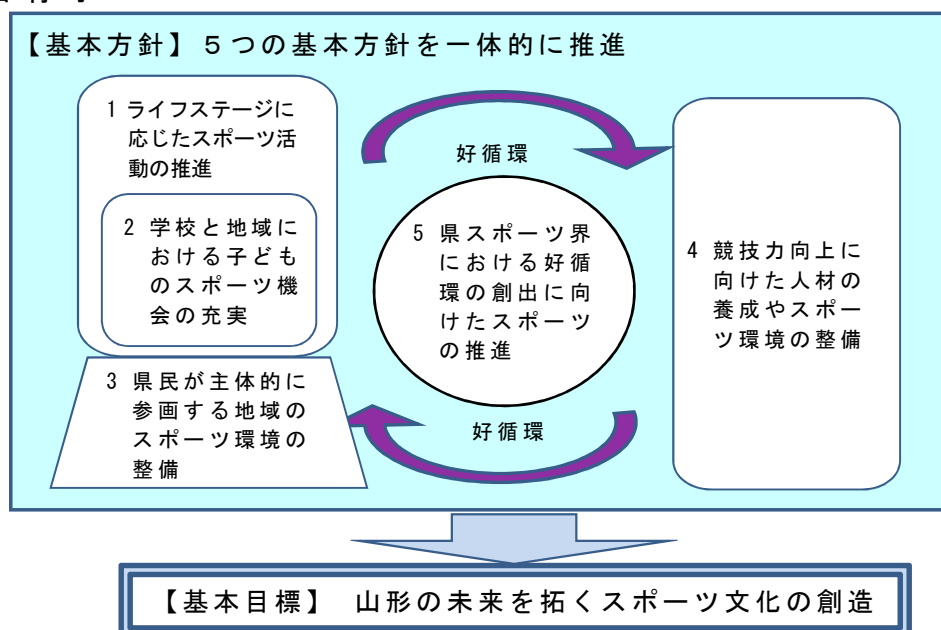 【基本方針】５つの基本方針を一体的に推進
1 ライフステージに
応じたスポーツ活
動の推進
2 学校と地域に
おける子ども
のスポーツ機
会の充実
3 県民が主体的に
参画する地域の
スポーツ環境の
整備
好循環
5 県スポーツ界
における好循
環の創出に向
けたスポーツ
の推進
好循環
4 競技力向上に
向けた人材の
養成やスポー
ツ環境の整備
【基本目標】 山形の未来を拓くスポーツ文化の創造